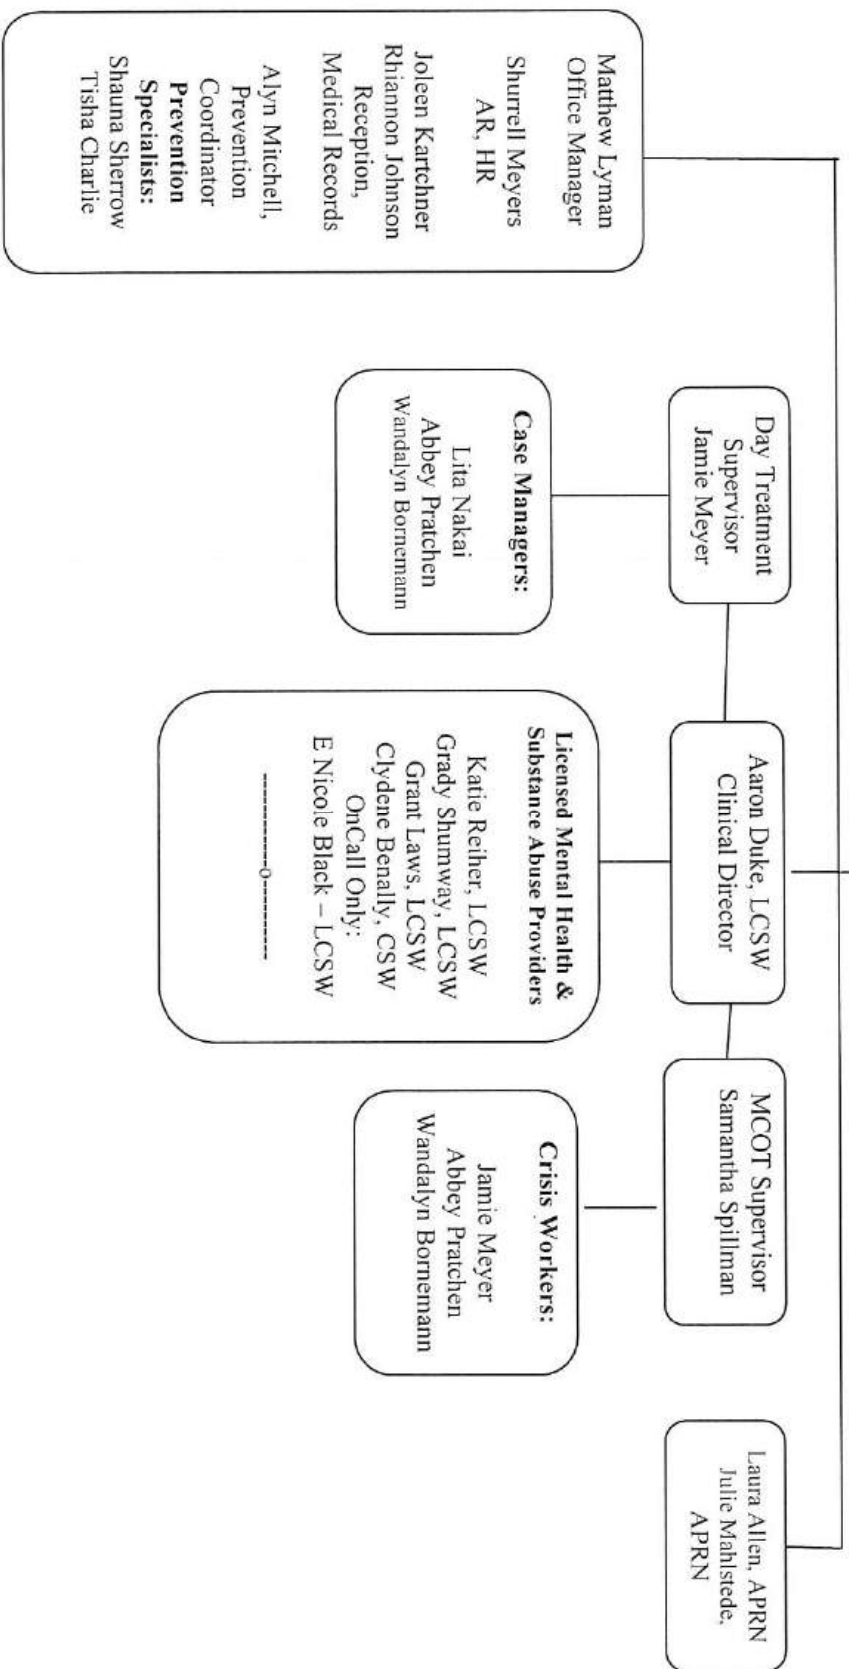 Matthew Lyman
Office Manager
Shurrell Meyers
AR, HR
Joleen Kartchner
Rhiannon Johnson
Reception,
Medical Records
Alyn Mitchell,
Prevention
Coordinator
Prevention
Specialists:
Shauna Sherrow
Tisha Charlie
Day Treatment
Supervisor
Jamie Meyer
Case Managers:
Lita Nakai
Abbey Pratchen
Wandalyn Bornemann
Aaron Duke, LCSW
Clinical Director
Licensed Mental Health &
Substance Abuse Providers
Katie Reiher, LCSW
Grady Shumway, LCSW
Grant Laws, LCSW
Clydene Benally, CSW
OnCall Only:
E Nicole Black – LCSW
----------o----------
MCOT Supervisor
Samantha Spillman
Crisis Workers:
Jamie Meyer
Abbey Pratchen
Wandalyn Bornemann
Laura Allen, APRN
Julie Mahlstede,
APRN